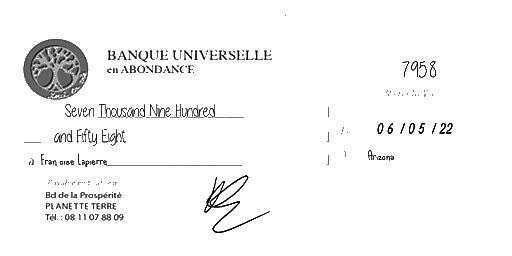 BANQUE UNIVERSELLE
en ABONDANCE
7958
Seven Thousand Nine Hundred
and Fifty Eight
06/05/22
à Françoise Lapierre
Arizona
Bd de la Prospérité
PLANETTE TERRE
Tél. : 08 11 07 88 09